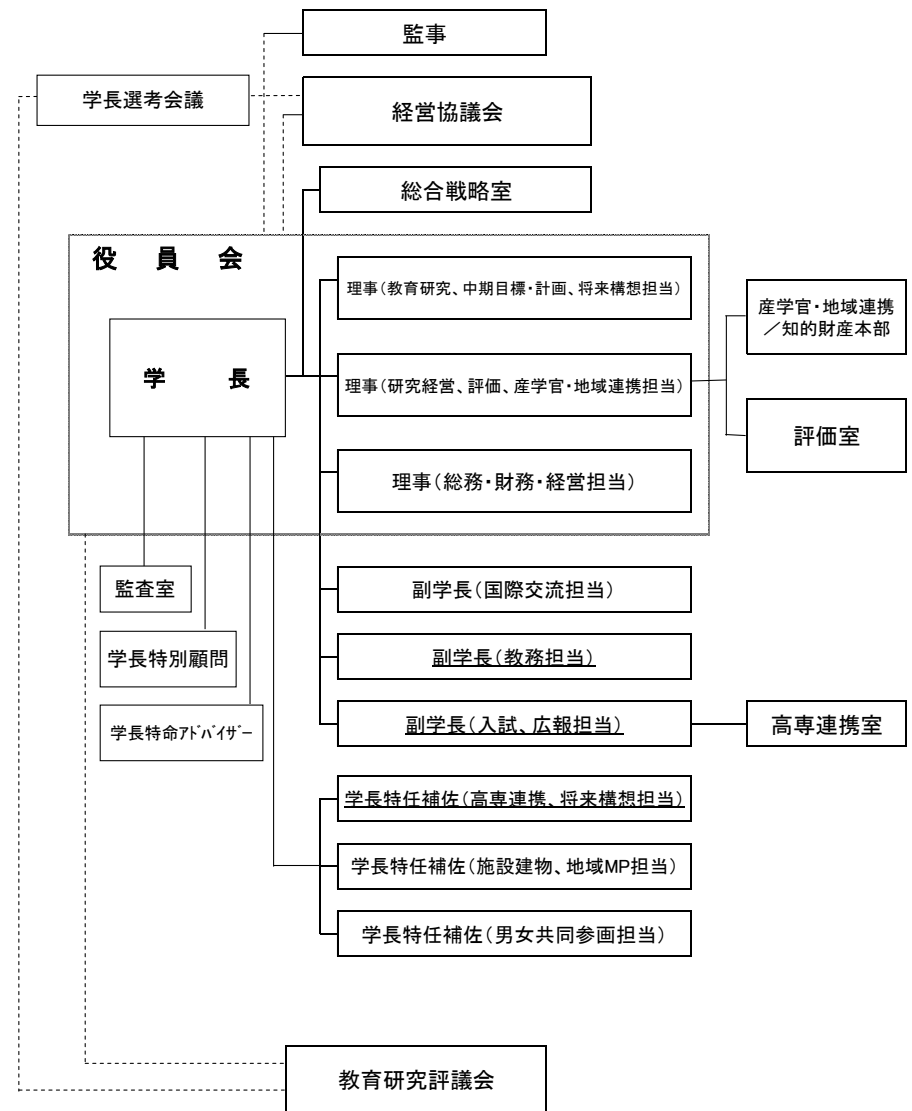 監事
学長選考会議
経営協議会
総合戦略室
役 員 会
理事(教育研究、中期目標・計画、将来構想担当)
産学官・地域連携
／知的財産本部
学 長
理事(研究経営、評価、産学官・地域連携担当)
評価室
理事(総務・財務・経営担当)
監査室
副学長(国際交流担当)
学長特別顧問
副学長(教務担当)
学長特命ｱﾄﾞﾊﾞｲｻﾞｰ
副学長(入試、広報担当)
高専連携室
学長特任補佐(高専連携、将来構想担当)
学長特任補佐(施設建物、地域MP担当)
学長特任補佐(男女共同参画担当)
教育研究評議会